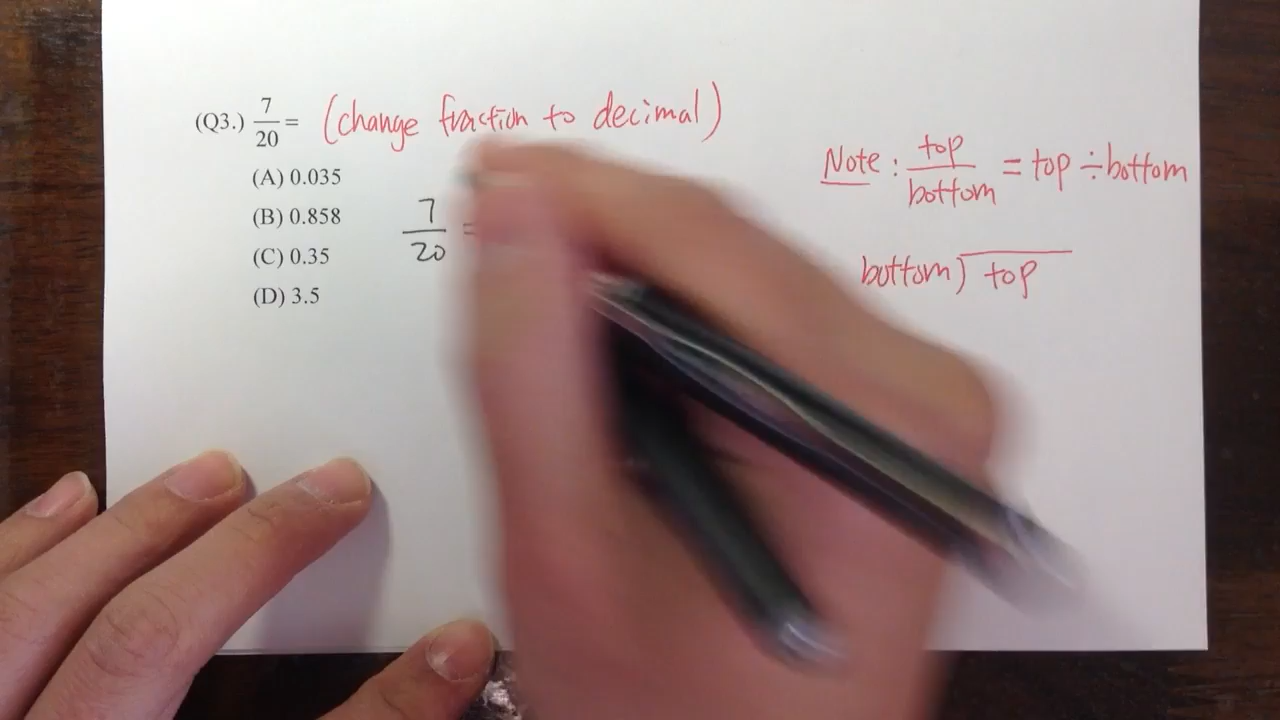 (Q3.) 7/20 = (change fraction to decimal)
(A) 0.035
(B) 0.858
(C) 0.35
(D) 3.5
7/20 =
Note : top/bottom = top ÷ bottom
bottom) top